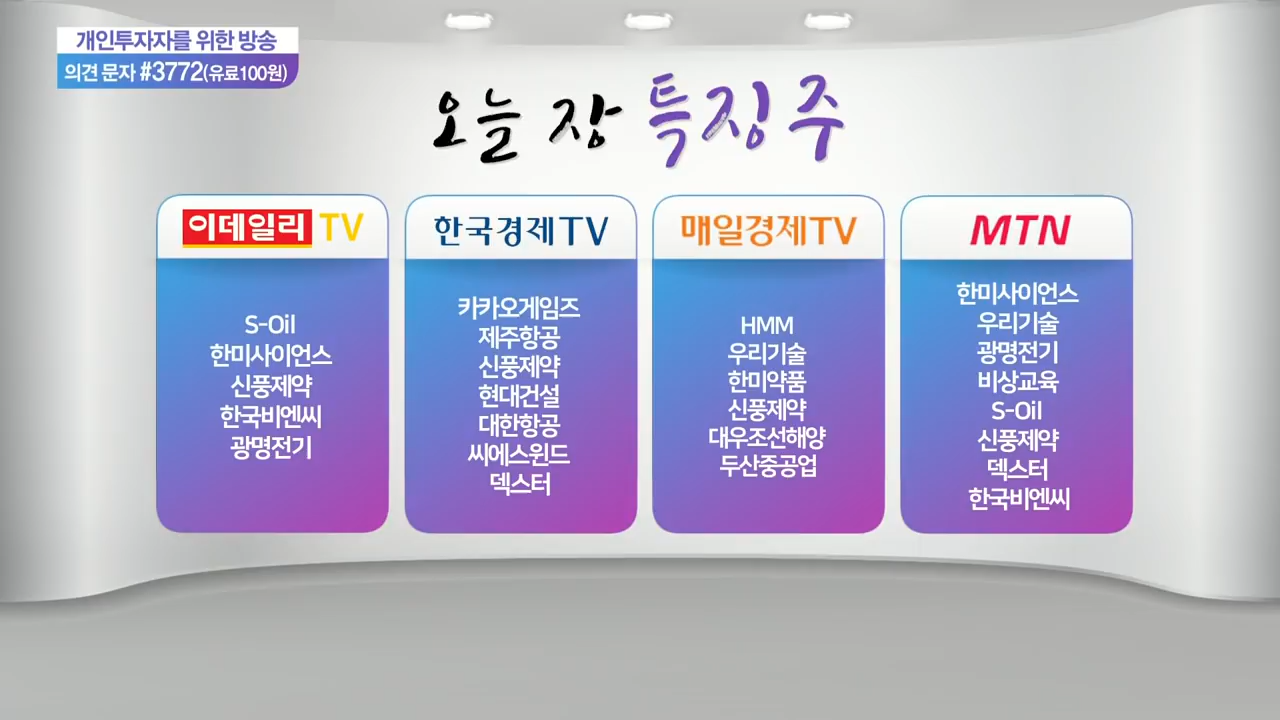 개인투자자를 위한 방송
의견 문자 #3772(유료100원)
오늘 장 특징주
이데일리 TV
S-Oil
한미사이언스
신풍제약
한국비엔씨
광명전기
한국경제TV
카카오게임즈
제주항공
신풍제약
현대건설
대한항공
씨에스윈드
덱스터
매일경제TV
HMM
우리기술
한미약품
신풍제약
대우조선해양
두산중공업
MTN
한미사이언스
우리기술
광명전기
비상교육
S-Oil
신풍제약
덱스터
한국비엔씨